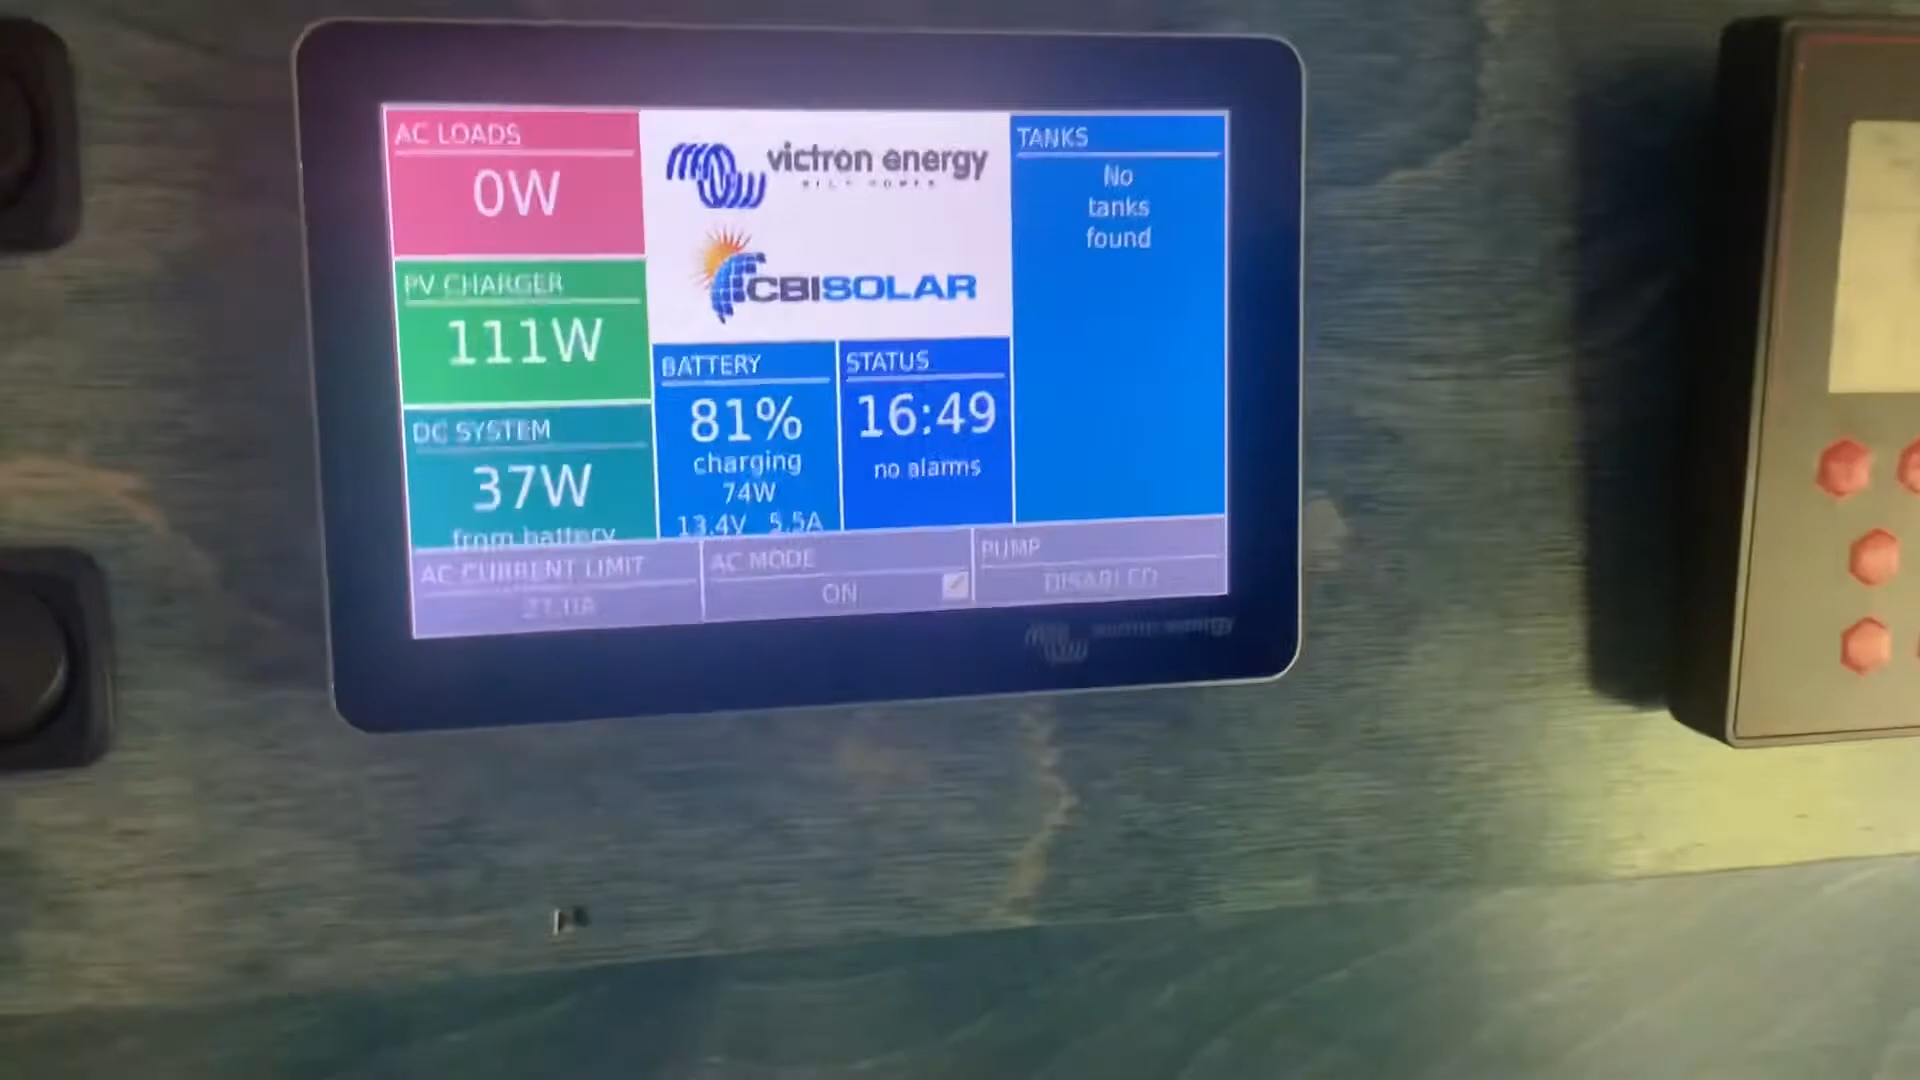 AC LOADS
0W
PV CHARGER
111W
DC SYSTEM
37W
from battery
victron energy
CBISOLAR
BATTERY
81%
charging
74W
13.4V 5.5A
STATUS
16:49
no alarms
TANKS
No
tanks
found
AC CURRENT LIMIT
AC MODE
ON
PUMP
DISABLED
victron energy